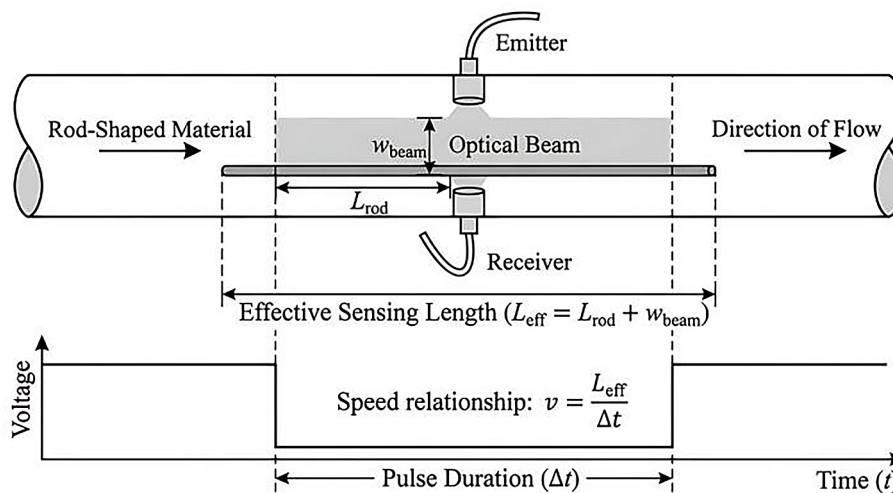 Emitter
Rod-Shaped Material
w_beam
Optical Beam
Direction of Flow
L_rod
Receiver
Effective Sensing Length (L_eff = L_rod + w_beam)
Voltage
Speed relationship: v = L_eff / Δt
Pulse Duration (Δt)
Time (t)